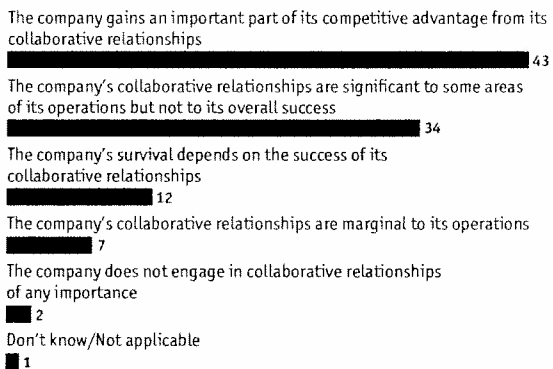 The company gains an important part of its competitive advantage from its
collaborative relationships
43
The company's collaborative relationships are significant to some areas
of its operations but not to its overall success
34
The company's survival depends on the success of its
collaborative relationships
12
The company's collaborative relationships are marginal to its operations
7
The company does not engage in collaborative relationships
of any importance
2
Don't know/Not applicable
1